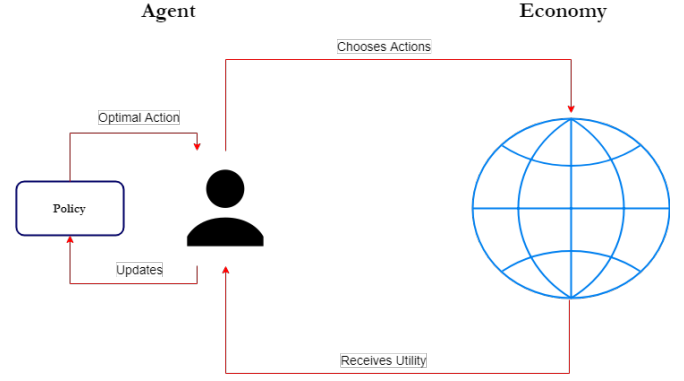 Agent
Economy
Chooses Actions
Optimal Action
Policy
Updates
Receives Utility